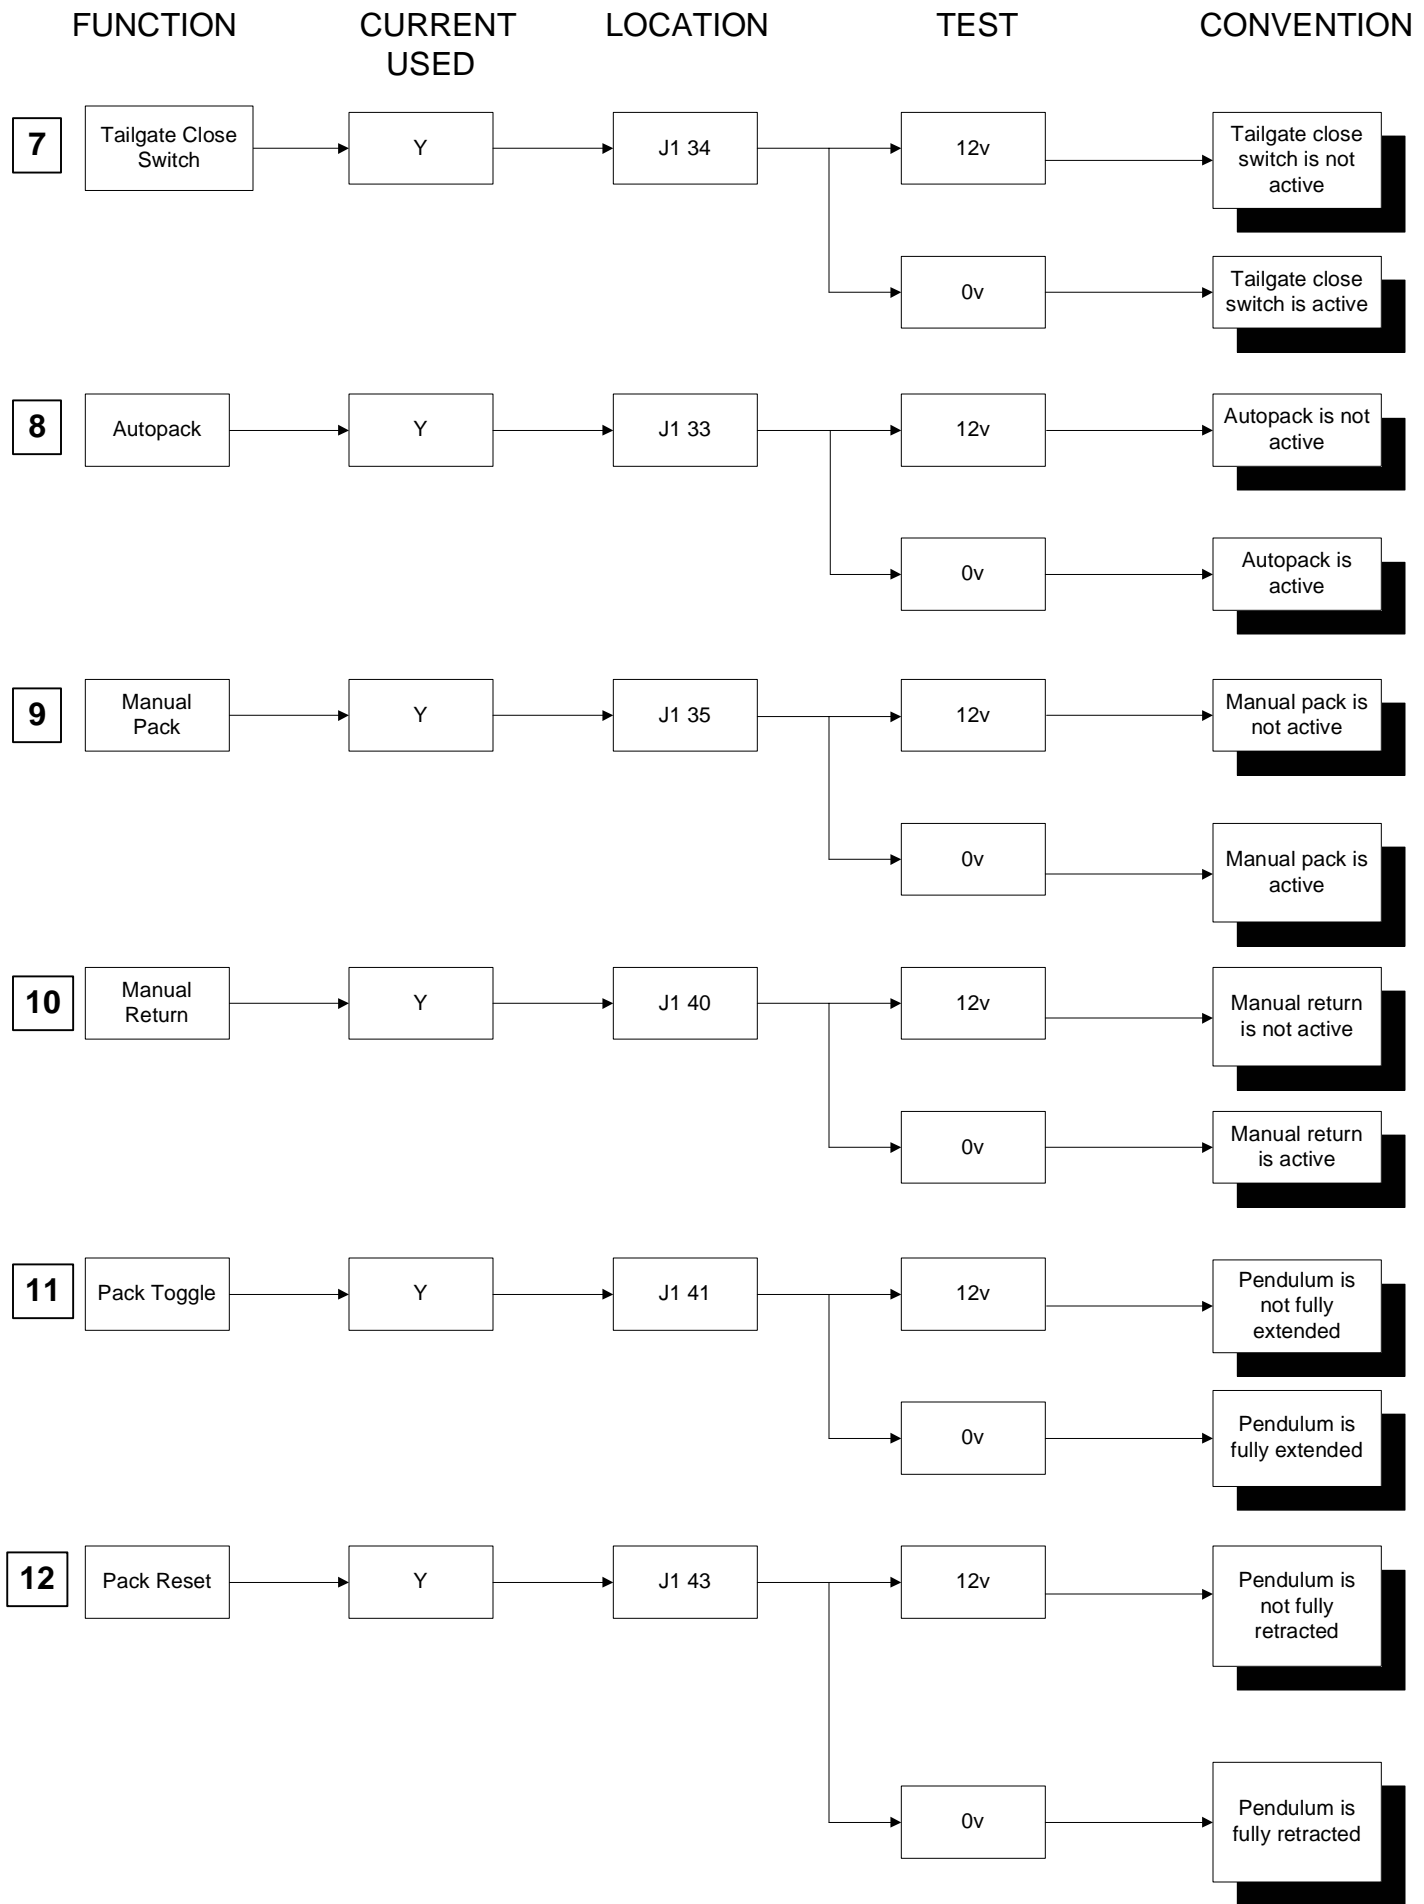 FUNCTION
CURRENT
USED
LOCATION
TEST
CONVENTION
7
Tailgate Close
Switch
Y
J1 34
12v
Tailgate close
switch is not
active
0v
Tailgate close
switch is active
8
Autopack
Y
J1 33
12v
Autopack is not
active
0v
Autopack is
active
9
Manual
Pack
Y
J1 35
12v
Manual pack is
not active
0v
Manual pack is
active
10
Manual
Return
Y
J1 40
12v
Manual return
is not active
0v
Manual return
is active
11
Pack Toggle
Y
J1 41
12v
Pendulum is
not fully
extended
0v
Pendulum is
fully extended
12
Pack Reset
Y
J1 43
12v
Pendulum is
not fully
retracted
0v
Pendulum is
fully retracted